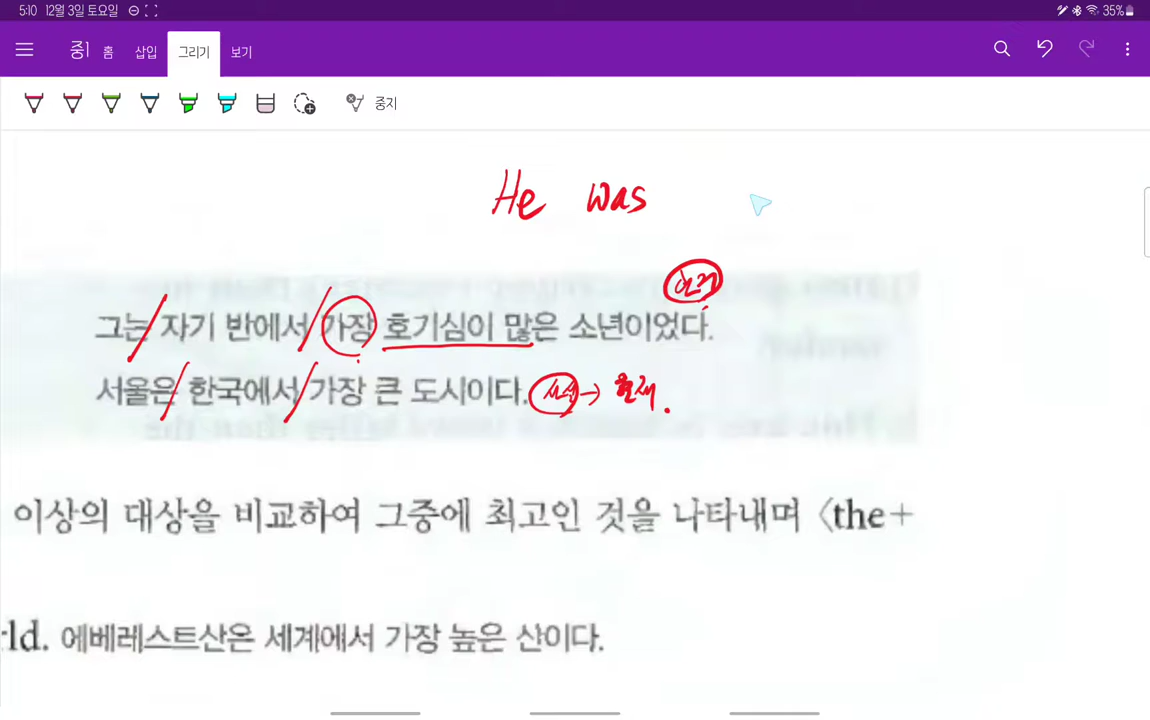 5:10 12월 3일 토요일 35%
중1 홈 삽입 그리기 보기
중지
He was
그는 자기 반에서 가장 호기심이 많은 소년이었다.
서울은 한국에서 가장 큰 도시이다. → 현재.
이상의 대상을 비교하여 그중에 최고인 것을 나타내며 〈the+
rld. 에베레스트산은 세계에서 가장 높은 산이다.